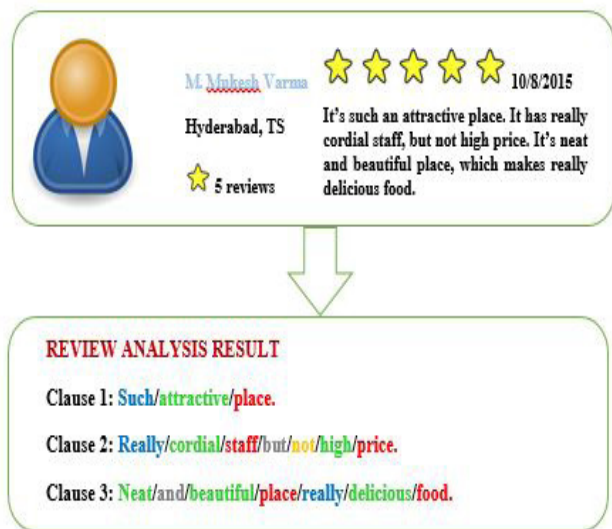 M. Mukesh Varma
10/8/2015
Hyderabad, TS
5 reviews
It's such an attractive place. It has really
cordial staff, but not high price. It's neat
and beautiful place, which makes really
delicious food.
REVIEW ANALYSIS RESULT
Clause 1: Such/attractive/place.
Clause 2: Really/cordial/staff/but/not/high/price.
Clause 3: Neat/and/beautiful/place/really/delicious/food.